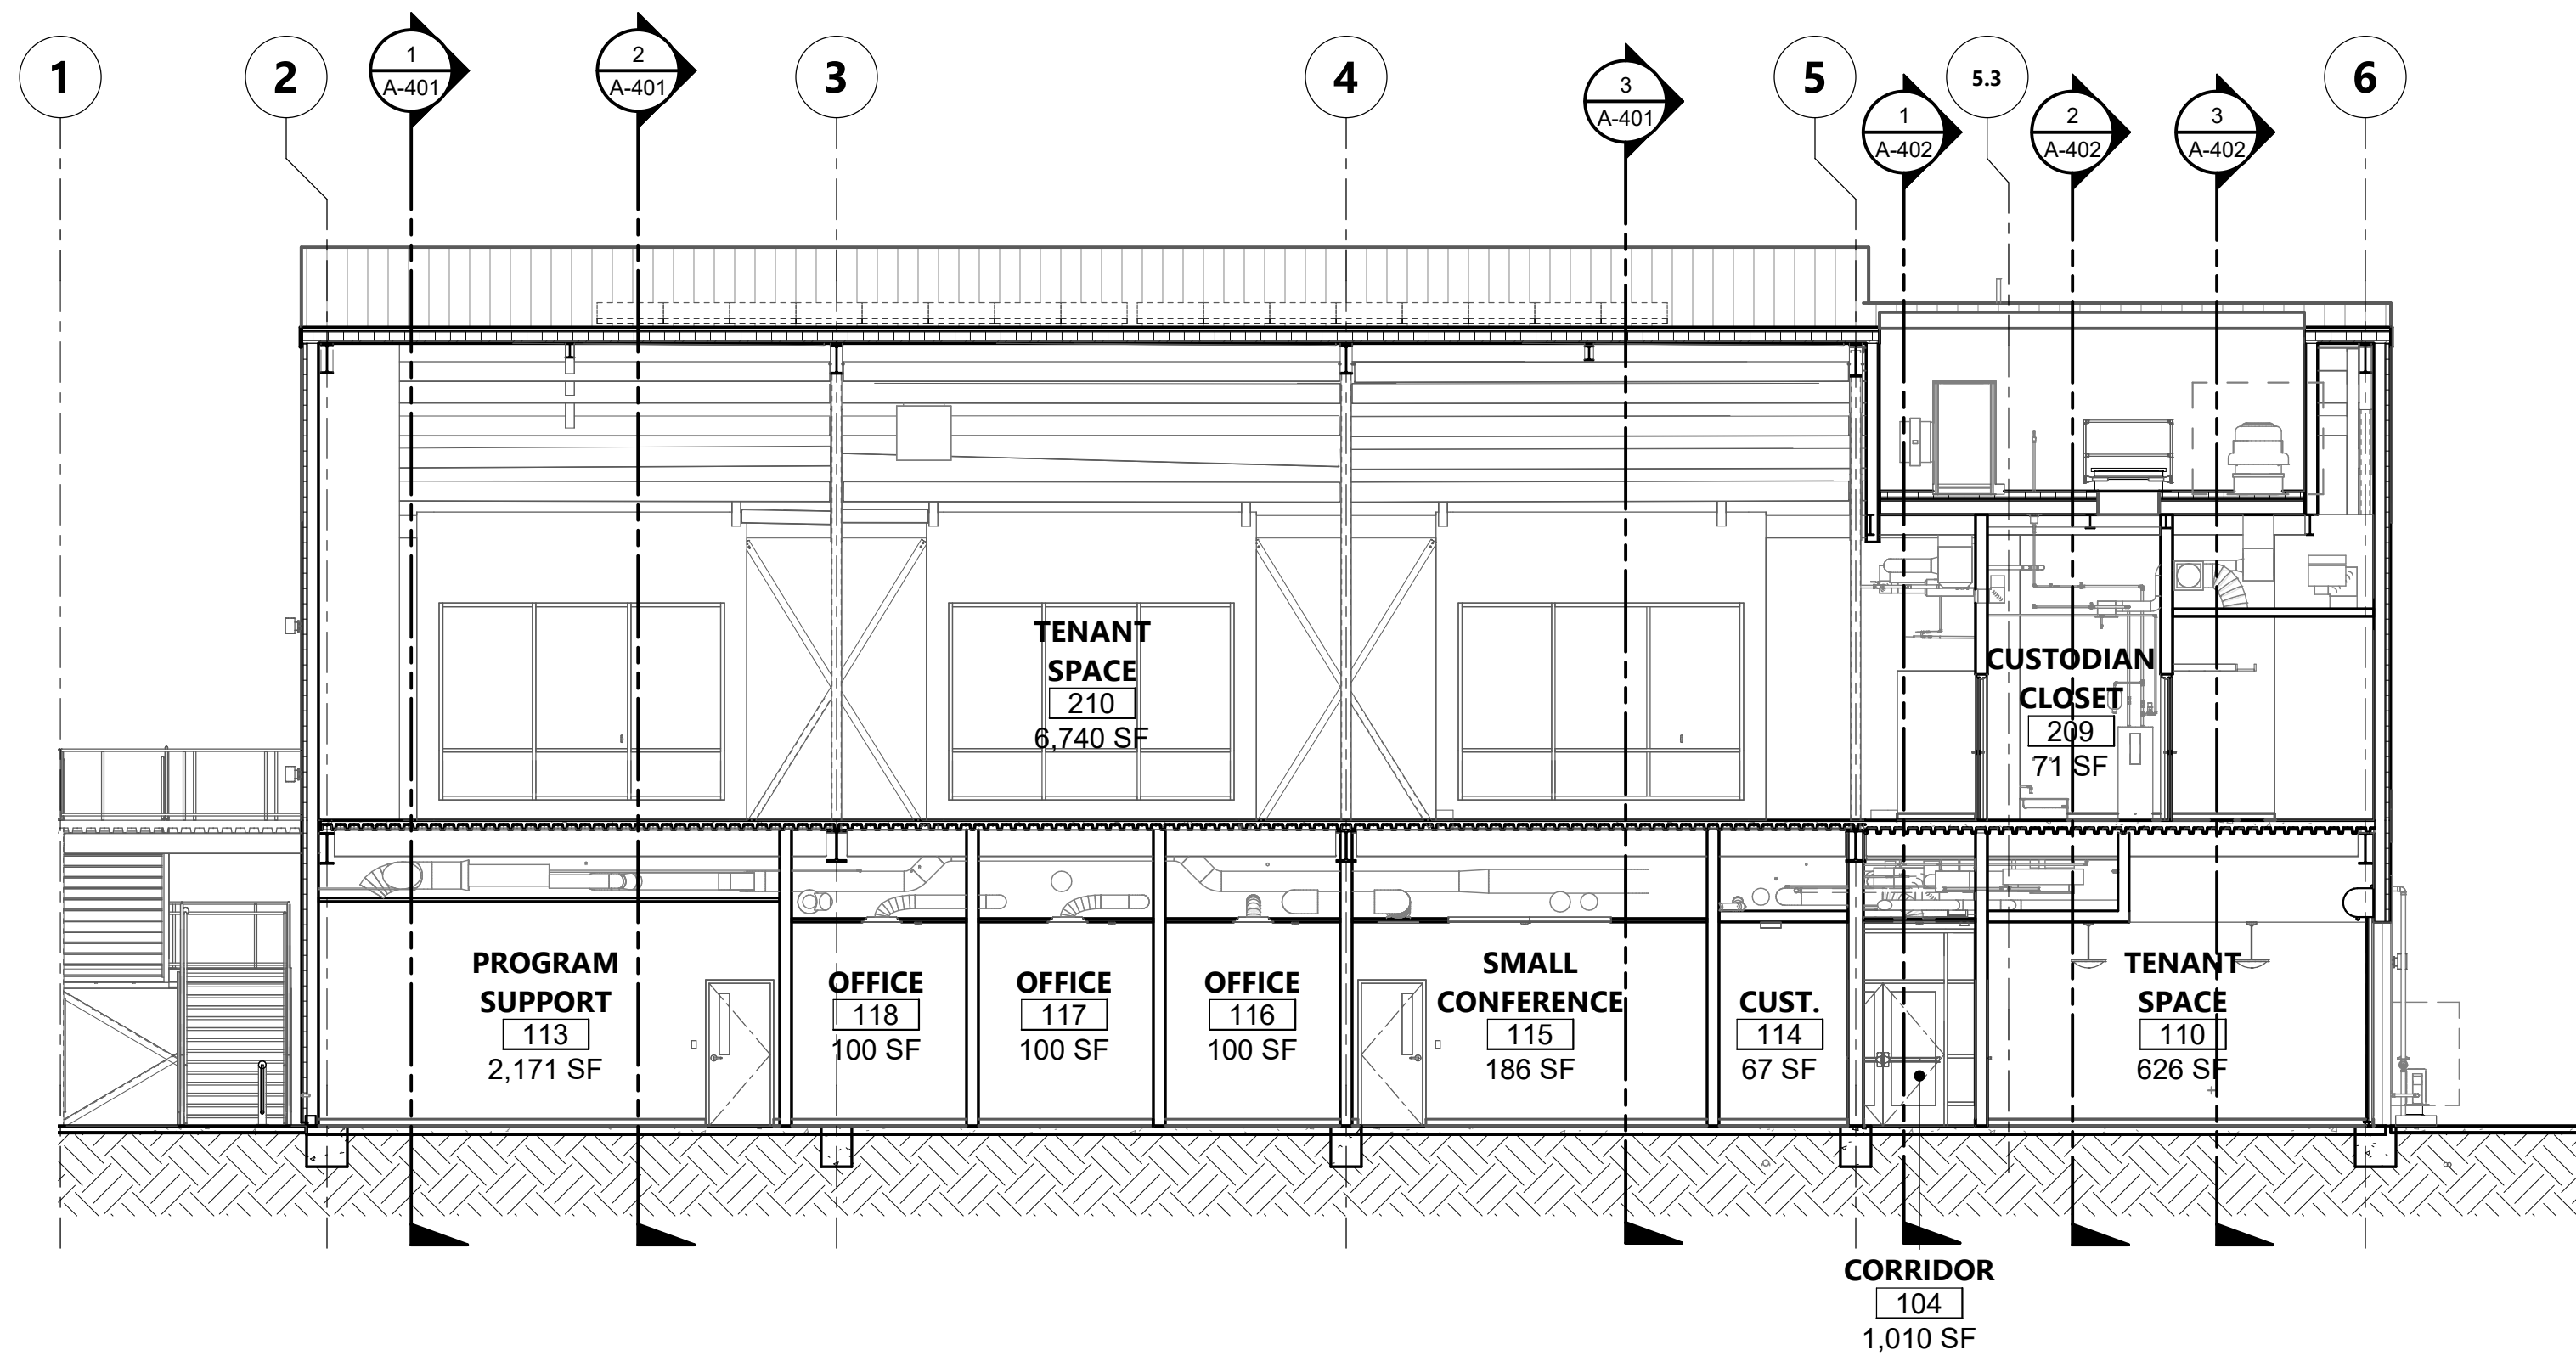 1
2
1
A-401
2
A-401
3
4
3
A-401
5
1
A-402
5.3
2
A-402
3
A-402
6
TENANT
SPACE
210
6,740 SF
CUSTODIAN
CLOSET
209
71 SF
PROGRAM
SUPPORT
113
2,171 SF
OFFICE
118
100 SF
OFFICE
117
100 SF
OFFICE
116
100 SF
SMALL
CONFERENCE
115
186 SF
CUST.
114
67 SF
TENANT
SPACE
110
626 SF
CORRIDOR
104
1,010 SF